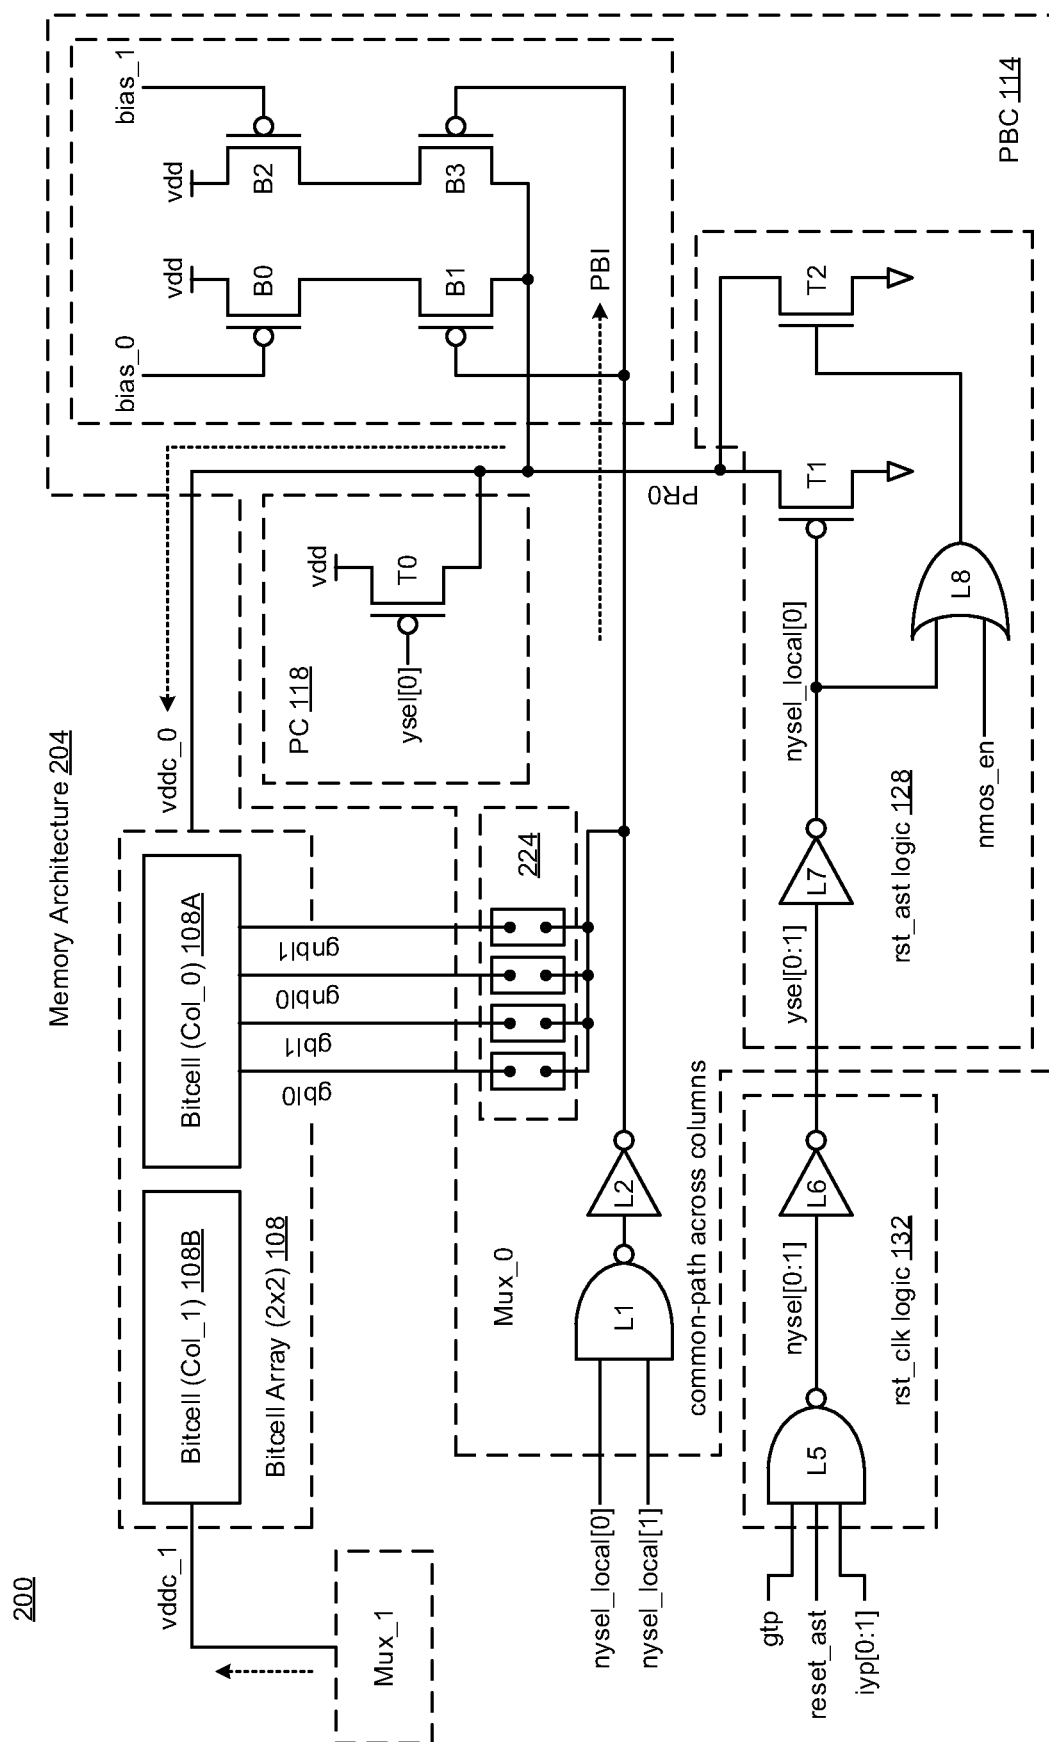 200
Memory Architecture 204
vddc_1
vddc_0
Bitcell (Col_1) 108B
Bitcell (Col_0) 108A
Bitcell Array (2x2) 108
Mux_1
gbl0
gbl1
gnbl0
gnbl1
224
Mux_0
PC 118
vdd
T0
ysel[0]
bias_0
bias_1
vdd
vdd
B0
B2
B1
B3
PBI
PR0
nysel_local[0]
nysel_local[1]
L1
L2
common-path across columns
PBC 114
gtp
reset_ast
iyp[0:1]
L5
nysel[0:1]
L6
rst_clk logic 132
ysel[0:1]
L7
nysel_local[0]
T1
T2
L8
nmos_en
rst_ast logic 128